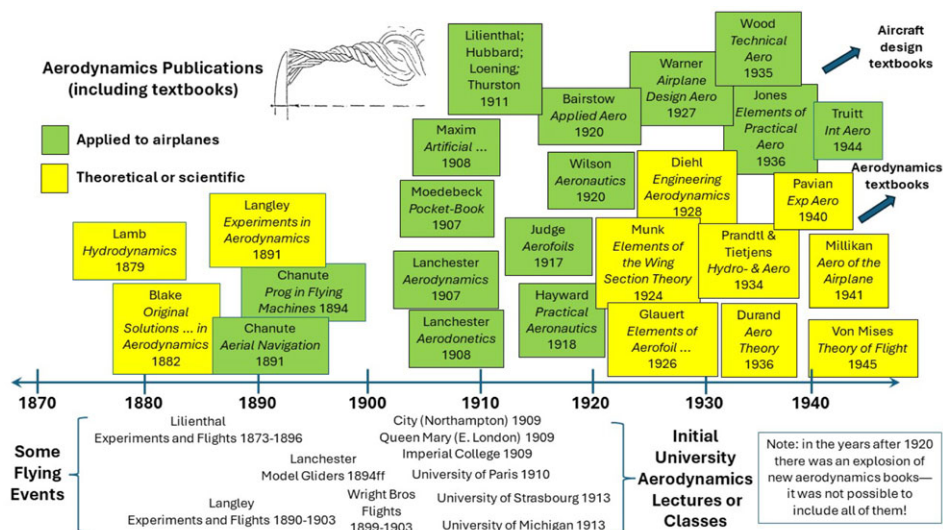 Aerodynamics Publications
(including textbooks)
Applied to airplanes
Theoretical or scientific
Lamb
Hydrodynamics
1879
Blake
Original
Solutions ... in
Aerodynamics
1882
Langley
Experiments in
Aerodynamics
1891
Chanute
Prog in Flying
Machines 1894
Chanute
Aerial Navigation
1891
Lilienthal;
Hubbard;
Loening;
Thurston
1911
Maxim
Artificial ...
1908
Moedebeck
Pocket-Book
1907
Lanchester
Aerodynamics
1907
Lanchester
Aerodonetics
1908
Bairstow
Applied Aero
1920
Wilson
Aeronautics
1920
Judge
Aerofoils
1917
Hayward
Practical
Aeronautics
1918
Warner
Airplane
Design Aero
1927
Diehl
Engineering
Aerodynamics
1928
Munk
Elements of
the Wing
Section Theory
1924
Glauert
Elements of
Aerofoil ...
1926
Wood
Technical
Aero
1935
Jones
Elements of
Practical
Aero
1936
Prandtl &
Tietjens
Hydro- & Aero
1934
Durand
Aero
Theory
1936
Truitt
Int Aero
1944
Pavian
Exp Aero
1940
Millikan
Aero of the
Airplane
1941
Von Mises
Theory of Flight
1945
Aircraft
design
textbooks
Aerodynamics
textbooks
1870
1880
1890
1900
1910
1920
1930
1940
Some
Flying
Events
Lilienthal
Experiments and Flights 1873-1896
Lanchester
Model Gliders 1894ff
Langley
Experiments and Flights 1890-1903
Wright Bros
Flights
1899-1903
City (Northampton) 1909
Queen Mary (E. London) 1909
Imperial College 1909
University of Paris 1910
University of Strasbourg 1913
University of Michigan 1913
Initial
University
Aerodynamics
Lectures or
Classes
Note: in the years after 1920
there was an explosion of
new aerodynamics books—
it was not possible to
include all of them!